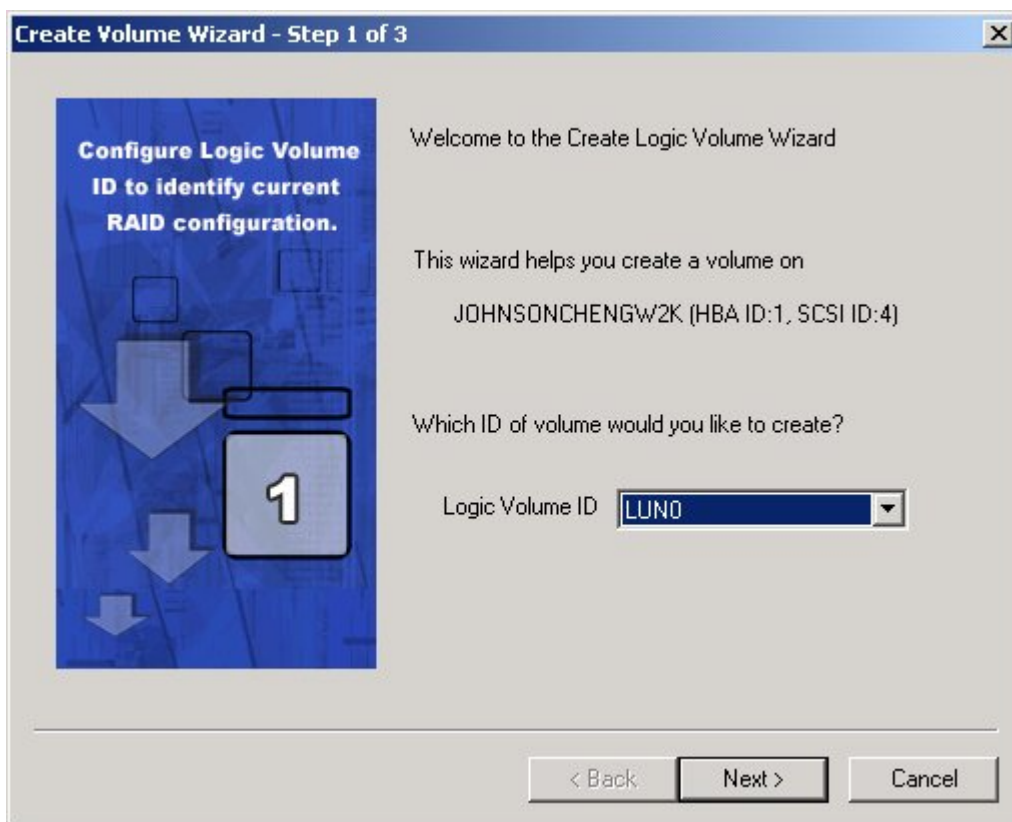 Create Volume Wizard - Step 1 of 3
Configure Logic Volume
ID to identify current
RAID configuration.
1
Welcome to the Create Logic Volume Wizard
This wizard helps you create a volume on
JOHNSONCHENGW2K (HBA ID:1, SCSI ID:4)
Which ID of volume would you like to create?
Logic Volume ID LUN0
< Back Next > Cancel